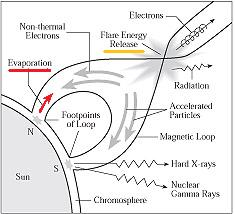 Electrons
Non-thermal
Electrons
Flare Energy
Release
Evaporation
Radiation
Footpoints
of Loop
Accelerated
Particles
N
Magnetic Loop
S
Hard X-rays
Sun
Nuclear
Gamma Rays
Chromosphere